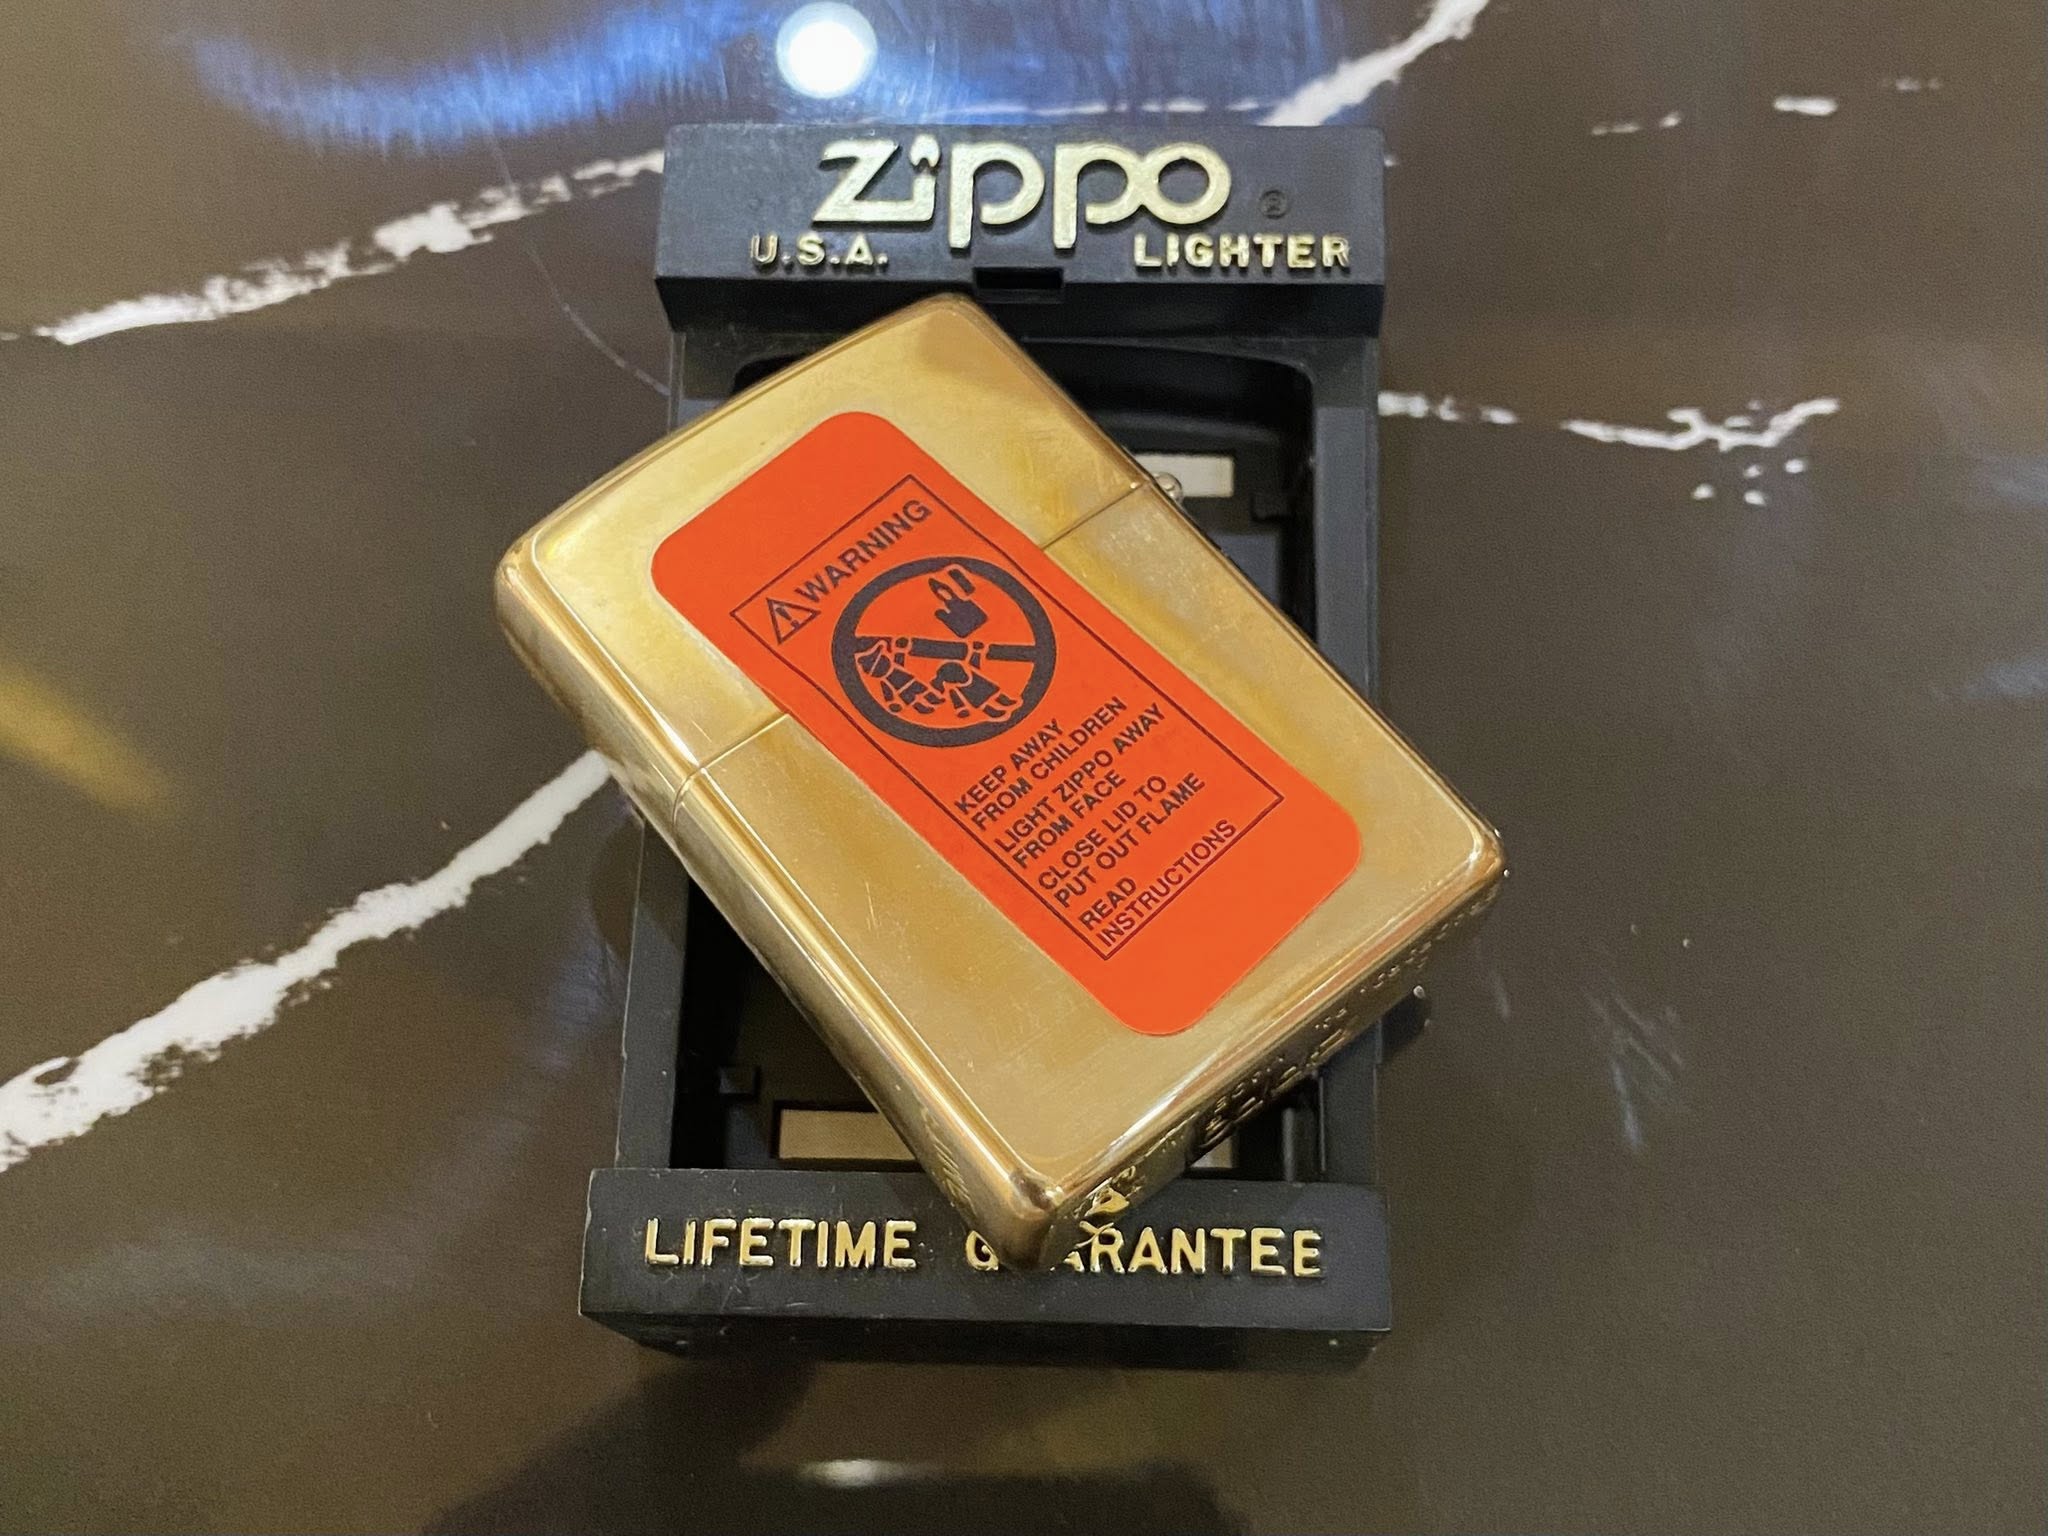 Zippo ®
U.S.A. LIGHTER
WARNING
KEEP AWAY
FROM CHILDREN
LIGHT ZIPPO AWAY
FROM FACE
CLOSE LID TO
PUT OUT FLAME
READ
INSTRUCTIONS
LIFETIME GUARANTEE